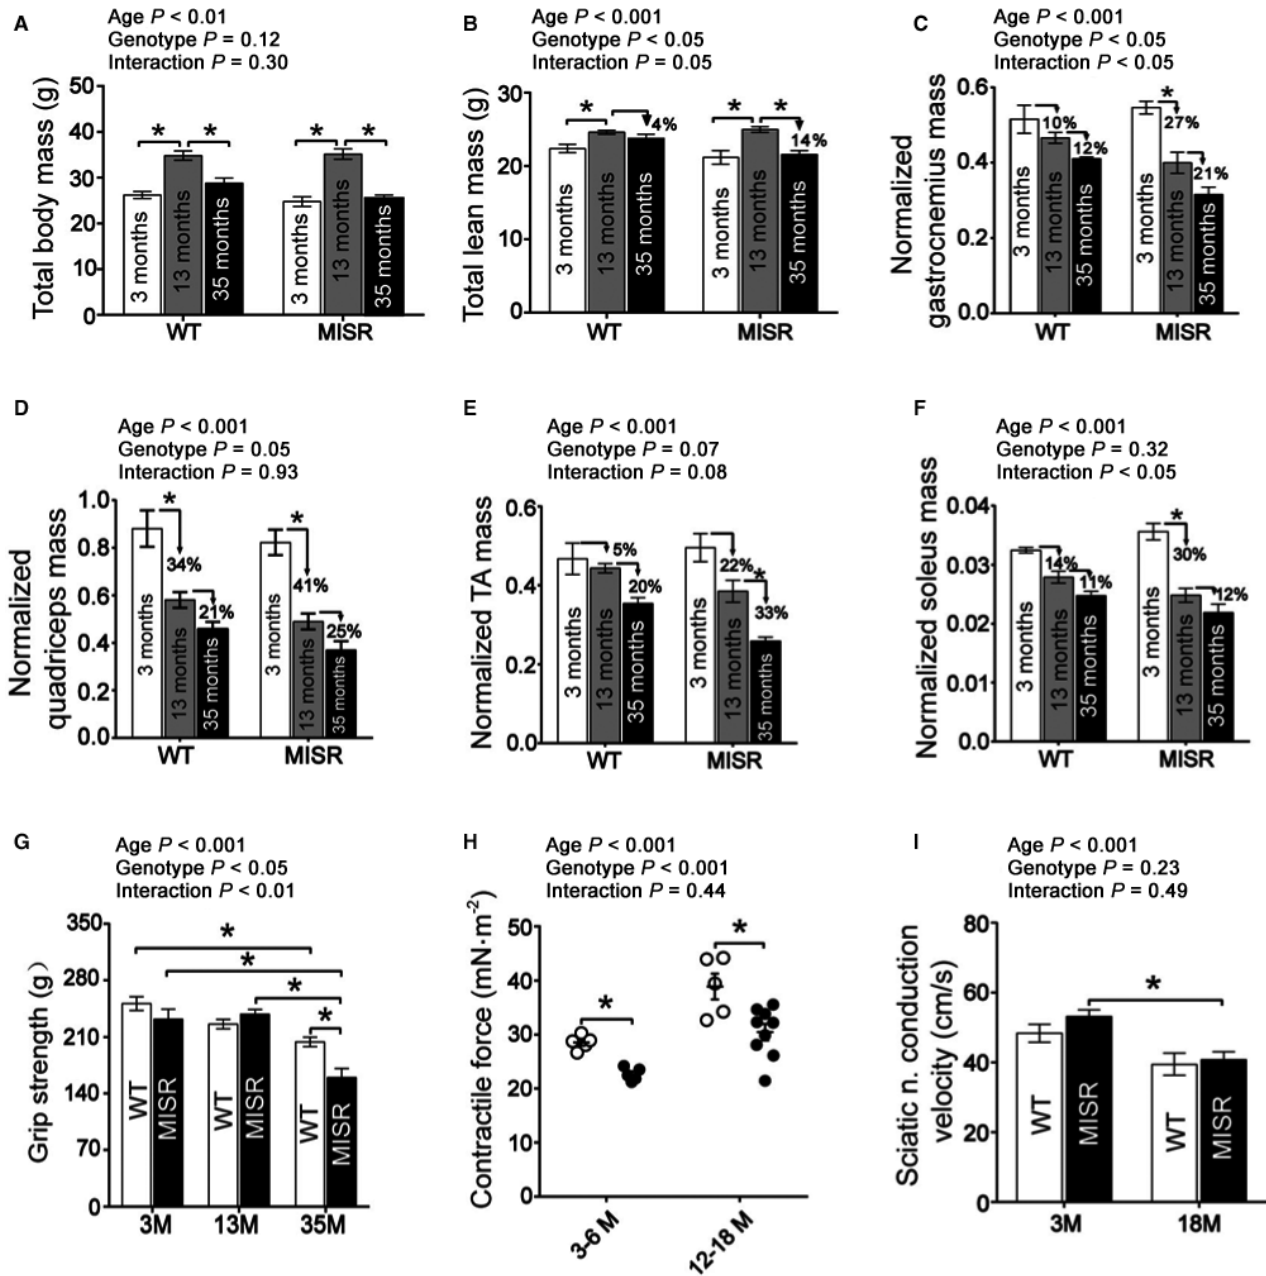 A
Age P < 0.01
Genotype P = 0.12
Interaction P = 0.30
Total body mass (g)
50
40
30
20
10
0
* * * *
3 months
13 months
35 months
3 months
13 months
35 months
WT MISR
B
Age P < 0.001
Genotype P < 0.05
Interaction P = 0.05
Total lean mass (g)
30
20
10
0
* 4% * * 14%
3 months
13 months
35 months
3 months
13 months
35 months
WT MISR
C
Age P < 0.001
Genotype P < 0.05
Interaction P < 0.05
Normalized
gastrocnemius mass
0.6
0.4
0.2
0.0
10% 12% * 27% 21%
3 months
13 months
35 months
3 months
13 months
35 months
WT MISR
D
Age P < 0.001
Genotype P = 0.05
Interaction P = 0.93
Normalized
quadriceps mass
1.0
0.8
0.6
0.4
0.2
0.0
* 34% 21% * 41% 25%
3 months
13 months
35 months
3 months
13 months
35 months
WT MISR
E
Age P < 0.001
Genotype P = 0.07
Interaction P = 0.08
Normalized TA mass
0.6
0.4
0.2
0.0
5% 20% 22% * 33%
3 months
13 months
35 months
3 months
13 months
35 months
WT MISR
F
Age P < 0.001
Genotype P = 0.32
Interaction P < 0.05
Normalized soleus mass
0.04
0.03
0.02
0.01
0.0
14% 11% * 30% 12%
3 months
13 months
35 months
3 months
13 months
35 months
WT MISR
G
Age P < 0.001
Genotype P < 0.05
Interaction P < 0.01
Grip strength (g)
350
280
210
140
70
0
* * * *
WT
MISR
WT
MISR
WT
MISR
3M 13M 35M
H
Age P < 0.001
Genotype P < 0.001
Interaction P = 0.44
Contractile force (mN·m-2)
50
40
30
20
10
0
* *
3-6 M
12-18 M
I
Age P < 0.001
Genotype P = 0.23
Interaction P = 0.49
Sciatic n. conduction
velocity (cm/s)
80
60
40
20
0
*
WT
MISR
WT
MISR
3M 18M